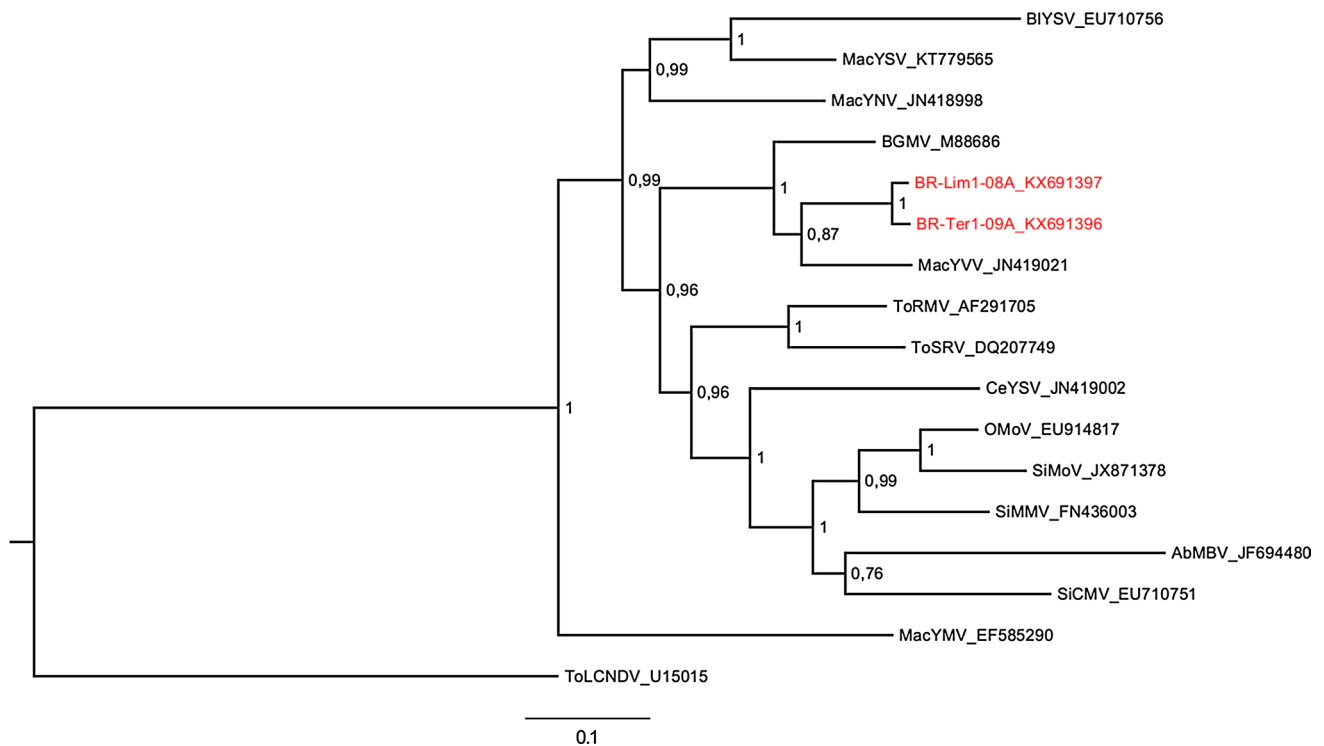 BlYSV_EU710756
1
MacYSV_KT779565
0,99
MacYNV_JN418998
BGMV_M88686
0,99
BR-Lim1-08A_KX691397
1
1
BR-Ter1-09A_KX691396
0,87
MacYVV_JN419021
0,96
ToRMV_AF291705
1
ToSRV_DQ207749
CeYSV_JN419002
0,96
1
OMoV_EU914817
1
1
SiMoV_JX871378
0,99
SiMMV_FN436003
1
AbMBV_JF694480
0,76
SiCMV_EU710751
MacYMV_EF585290
ToLCNDV_U15015
0.1